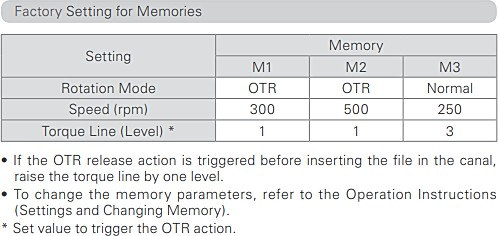 Factory Setting for Memories
Setting Memory
M1 M2 M3
Rotation Mode OTR OTR Normal
Speed (rpm) 300 500 250
Torque Line (Level) * 1 1 3
• If the OTR release action is triggered before inserting the file in the canal,
raise the torque line by one level.
• To change the memory parameters, refer to the Operation Instructions
(Settings and Changing Memory).
* Set value to trigger the OTR action.